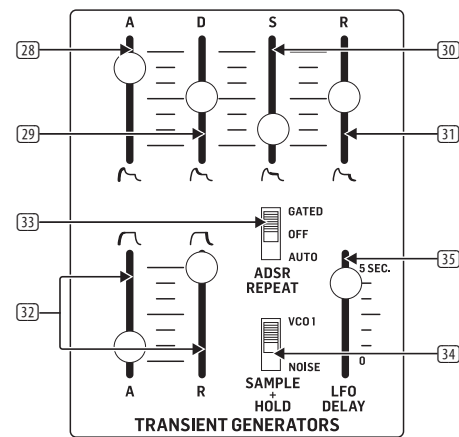 A D S R
28
30
29
31
33
GATED
OFF
AUTO
ADSR
REPEAT
35
5 SEC.
32
VCO 1
NOISE
34
0
A R
SAMPLE
+
HOLD
LFO
DELAY
TRANSIENT GENERATORS